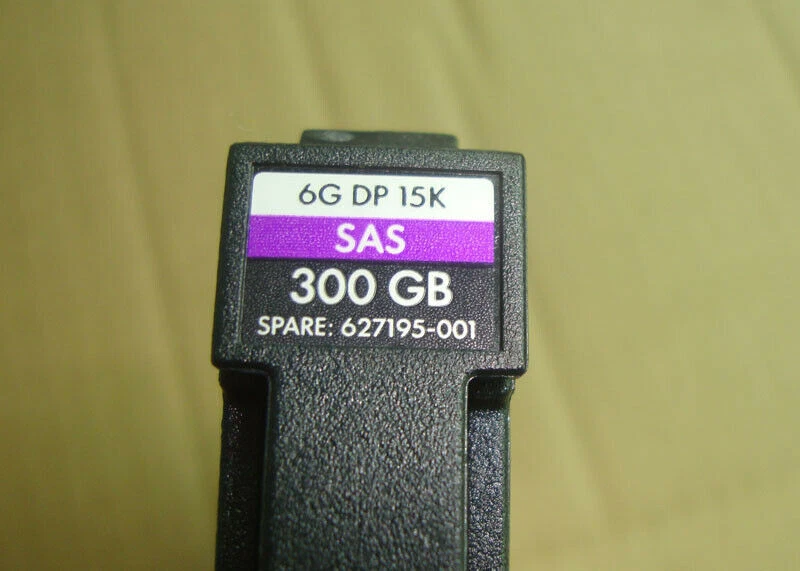 6G DP 15K
SAS
300 GB
SPARE: 627195-001